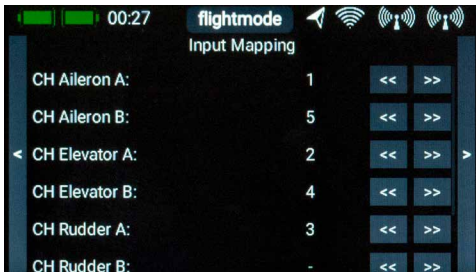 00:27 flightmode
Input Mapping
CH Aileron A: 1 << >>
CH Aileron B: 5 << >>
< CH Elevator A: 2 << >> >
CH Elevator B: 4 << >>
CH Rudder A: 3 << >>
CH Rudder B: - << >>